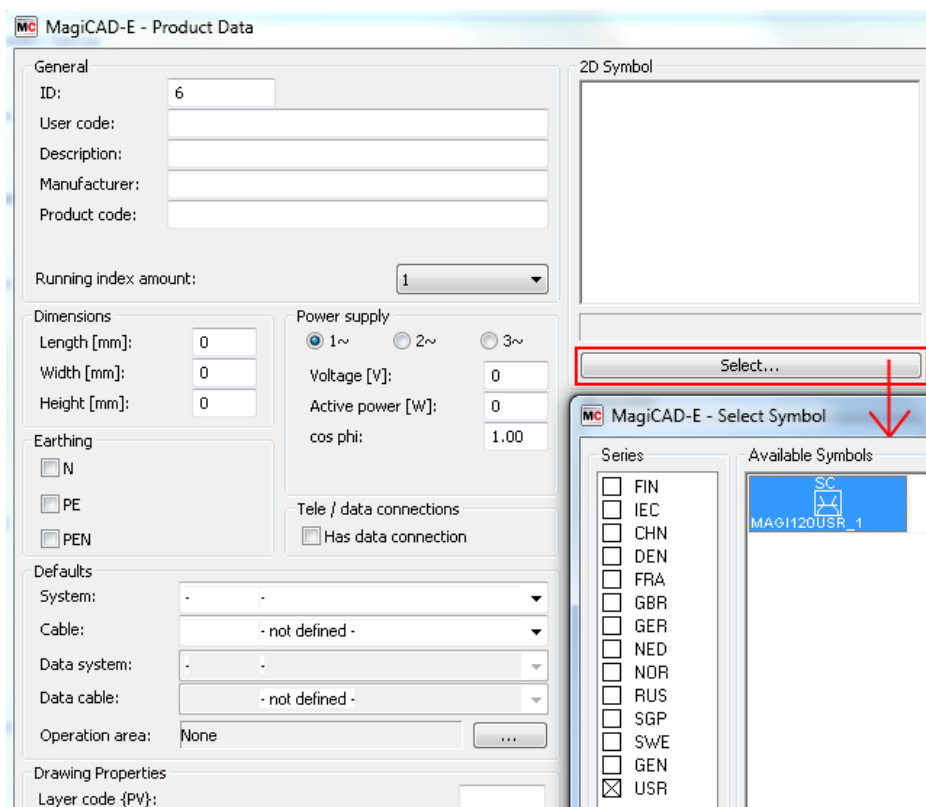 MC MagiCAD-E - Product Data
General
ID: 6
User code:
Description:
Manufacturer:
Product code:
Running index amount: 1
Dimensions
Length [mm]: 0
Width [mm]: 0
Height [mm]: 0
Power supply
1~ 2~ 3~
Voltage [V]: 0
Active power [W]: 0
cos phi: 1.00
Earthing
N
PE
PEN
Tele / data connections
Has data connection
Defaults
System: - -
Cable: - not defined -
Data system: - -
Data cable: - not defined -
Operation area: None ...
Drawing Properties
Layer code {PV}:
2D Symbol
Select...
MC MagiCAD-E - Select Symbol
Series
FIN
IEC
CHN
DEN
FRA
GBR
GER
NED
NOR
RUS
SGP
SWE
GEN
USR
Available Symbols
SC
MAGI120USR_1